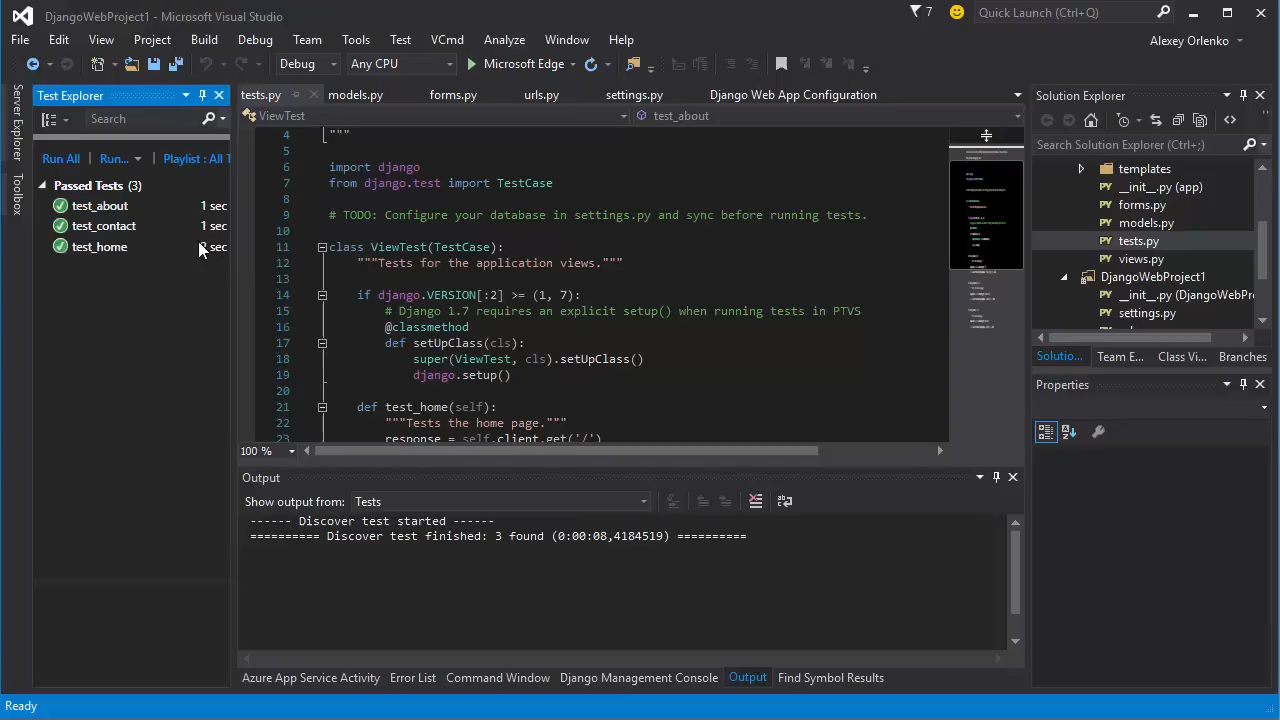 DjangoWebProject1 - Microsoft Visual Studio
7
Quick Launch (Ctrl+Q)
File Edit View Project Build Debug Team Tools Test VCmd Analyze Window Help
Alexey Orlenko
Debug Any CPU Microsoft Edge
Server Explorer
Toolbox
Test Explorer
Search
Run All Run... Playlist : All T
Passed Tests (3)
test_about 1 sec
test_contact 1 sec
test_home sec
tests.py models.py forms.py urls.py settings.py Django Web App Configuration
ViewTest test_about
4 """
5
6 import django
7 from django.test import TestCase
8
9 # TODO: Configure your database in settings.py and sync before running tests.
10
11 class ViewTest(TestCase):
12 """Tests for the application views."""
13
14 if django.VERSION[:2] >= (1, 7):
15 # Django 1.7 requires an explicit setup() when running tests in PTVS
16 @classmethod
17 def setUpClass(cls):
18 super(ViewTest, cls).setUpClass()
19 django.setup()
20
21 def test_home(self):
22 """Tests the home page."""
23 response = self.client.get('/')
100 %
Output
Show output from: Tests
------ Discover test started ------
========== Discover test finished: 3 found (0:00:08,4184519) ==========
Azure App Service Activity Error List Command Window Django Management Console Output Find Symbol Results
Solution Explorer
Search Solution Explorer (Ctrl+;)
templates
__init__.py (app)
forms.py
models.py
tests.py
views.py
DjangoWebProject1
__init__.py (DjangoWebPro
settings.py
Solutio... Team E... Class Vi... Branches
Properties
Ready